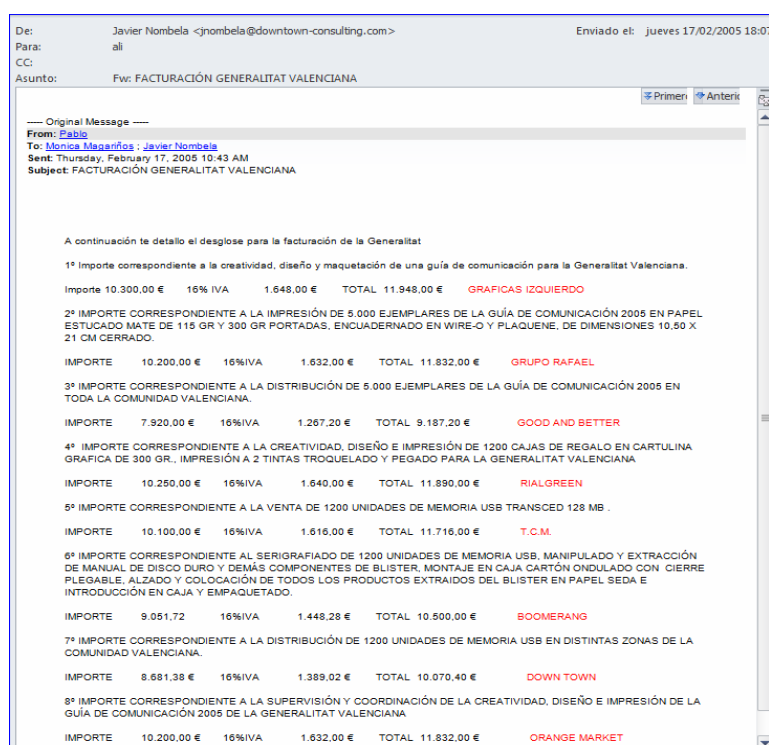 De: Javier Nombela <jnombela@downtown-consulting.com> Enviado el: jueves 17/02/2005 18:07
Para: ali
CC:
Asunto: Fw: FACTURACIÓN GENERALITAT VALENCIANA
Primer Anterio
----- Original Message -----
From: Pablo
To: Monica Magariños ; Javier Nombela
Sent: Thursday, February 17, 2005 10:43 AM
Subject: FACTURACIÓN GENERALITAT VALENCIANA
A continuación te detallo el desglose para la facturación de la Generalitat
1º Importe correspondiente a la creatividad, diseño y maquetación de una guía de comunicación para la Generalitat Valenciana.
Importe 10.300,00 € 16% IVA 1.648,00 € TOTAL 11.948,00 € GRAFICAS IZQUIERDO
2º IMPORTE CORRESPONDIENTE A LA IMPRESIÓN DE 5.000 EJEMPLARES DE LA GUÍA DE COMUNICACIÓN 2005 EN PAPEL
ESTUCADO MATE DE 115 GR Y 300 GR PORTADAS, ENCUADERNADO EN WIRE-O Y PLAQUENE, DE DIMENSIONES 10,50 X
21 CM CERRADO.
IMPORTE 10.200,00 € 16%IVA 1.632,00 € TOTAL 11.832,00 € GRUPO RAFAEL
3º IMPORTE CORRESPONDIENTE A LA DISTRIBUCIÓN DE 5.000 EJEMPLARES DE LA GUÍA DE COMUNICACIÓN 2005 EN
TODA LA COMUNIDAD VALENCIANA.
IMPORTE 7.920,00 € 16%IVA 1.267,20 € TOTAL 9.187,20 € GOOD AND BETTER
4º IMPORTE CORRESPONDIENTE A LA CREATIVIDAD, DISEÑO E IMPRESIÓN DE 1200 CAJAS DE REGALO EN CARTULINA
GRAFICA DE 300 GR., IMPRESIÓN A 2 TINTAS TROQUELADO Y PEGADO PARA LA GENERALITAT VALENCIANA
IMPORTE 10.250,00 € 16%IVA 1.640,00 € TOTAL 11.890,00 € RIALGREEN
5º IMPORTE CORRESPONDIENTE A LA VENTA DE 1200 UNIDADES DE MEMORIA USB TRANSCED 128 MB .
IMPORTE 10.100,00 € 16%IVA 1.616,00 € TOTAL 11.716,00 € T.C.M.
6º IMPORTE CORRESPONDIENTE AL SERIGRAFIADO DE 1200 UNIDADES DE MEMORIA USB, MANIPULADO Y EXTRACCIÓN
DE MANUAL DE DISCO DURO Y DEMÁS COMPONENTES DE BLISTER, MONTAJE EN CAJA CARTÓN ONDULADO CON CIERRE
PLEGABLE, ALZADO Y COLOCACIÓN DE TODOS LOS PRODUCTOS EXTRAIDOS DEL BLISTER EN PAPEL SEDA E
INTRODUCCIÓN EN CAJA Y EMPAQUETADO.
IMPORTE 9.051,72 16%IVA 1.448,28 € TOTAL 10.500,00 € BOOMERANG
7º IMPORTE CORRESPONDIENTE A LA DISTRIBUCIÓN DE 1200 UNIDADES DE MEMORIA USB EN DISTINTAS ZONAS DE LA
COMUNIDAD VALENCIANA.
IMPORTE 8.681,38 € 16%IVA 1.389,02 € TOTAL 10.070,40 € DOWN TOWN
8º IMPORTE CORRESPONDIENTE A LA SUPERVISIÓN Y COORDINACIÓN DE LA CREATIVIDAD, DISEÑO E IMPRESIÓN DE LA
GUÍA DE COMUNICACIÓN 2005 DE LA GENERALITAT VALENCIANA
IMPORTE 10.200,00 € 16%IVA 1.632,00 € TOTAL 11.832,00 € ORANGE MARKET